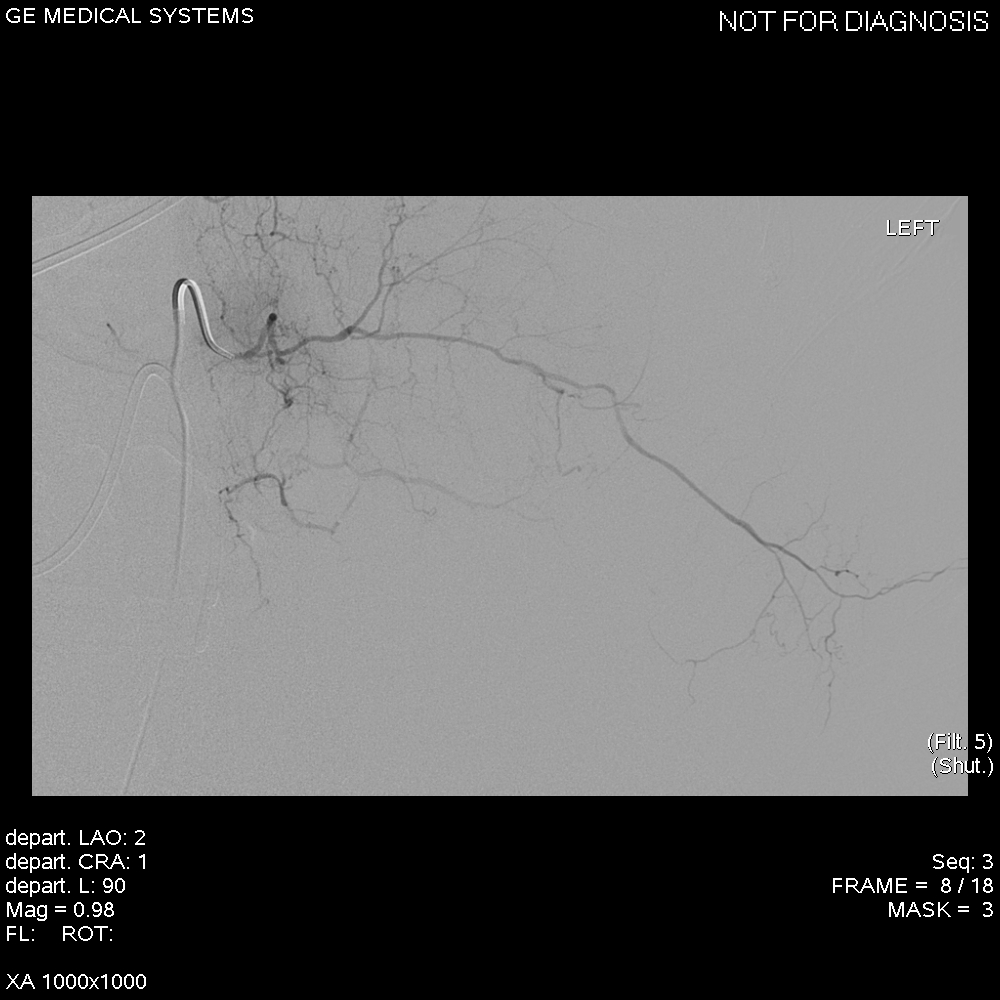 GE MEDICAL SYSTEMS
NOT FOR DIAGNOSIS
LEFT
(Filt. 5)
(Shut.)
depart. LAO: 2
depart. CRA: 1
depart. L: 90
Mag = 0.98
FL: ROT:
Seq: 3
FRAME = 8 / 18
MASK = 3
XA 1000x1000